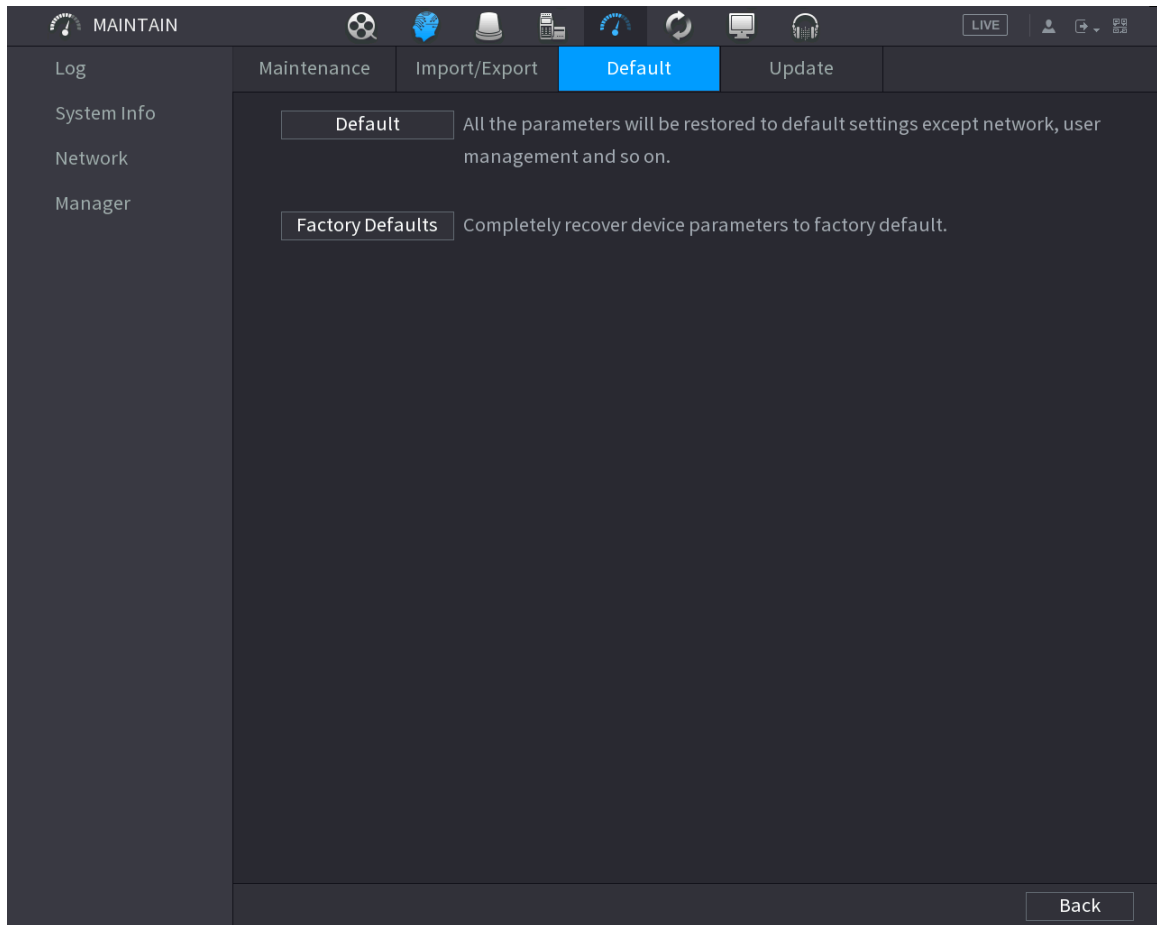 MAINTAIN
LIVE
Log
System Info
Network
Manager
Maintenance Import/Export Default Update
Default All the parameters will be restored to default settings except network, user
management and so on.
Factory Defaults Completely recover device parameters to factory default.
Back